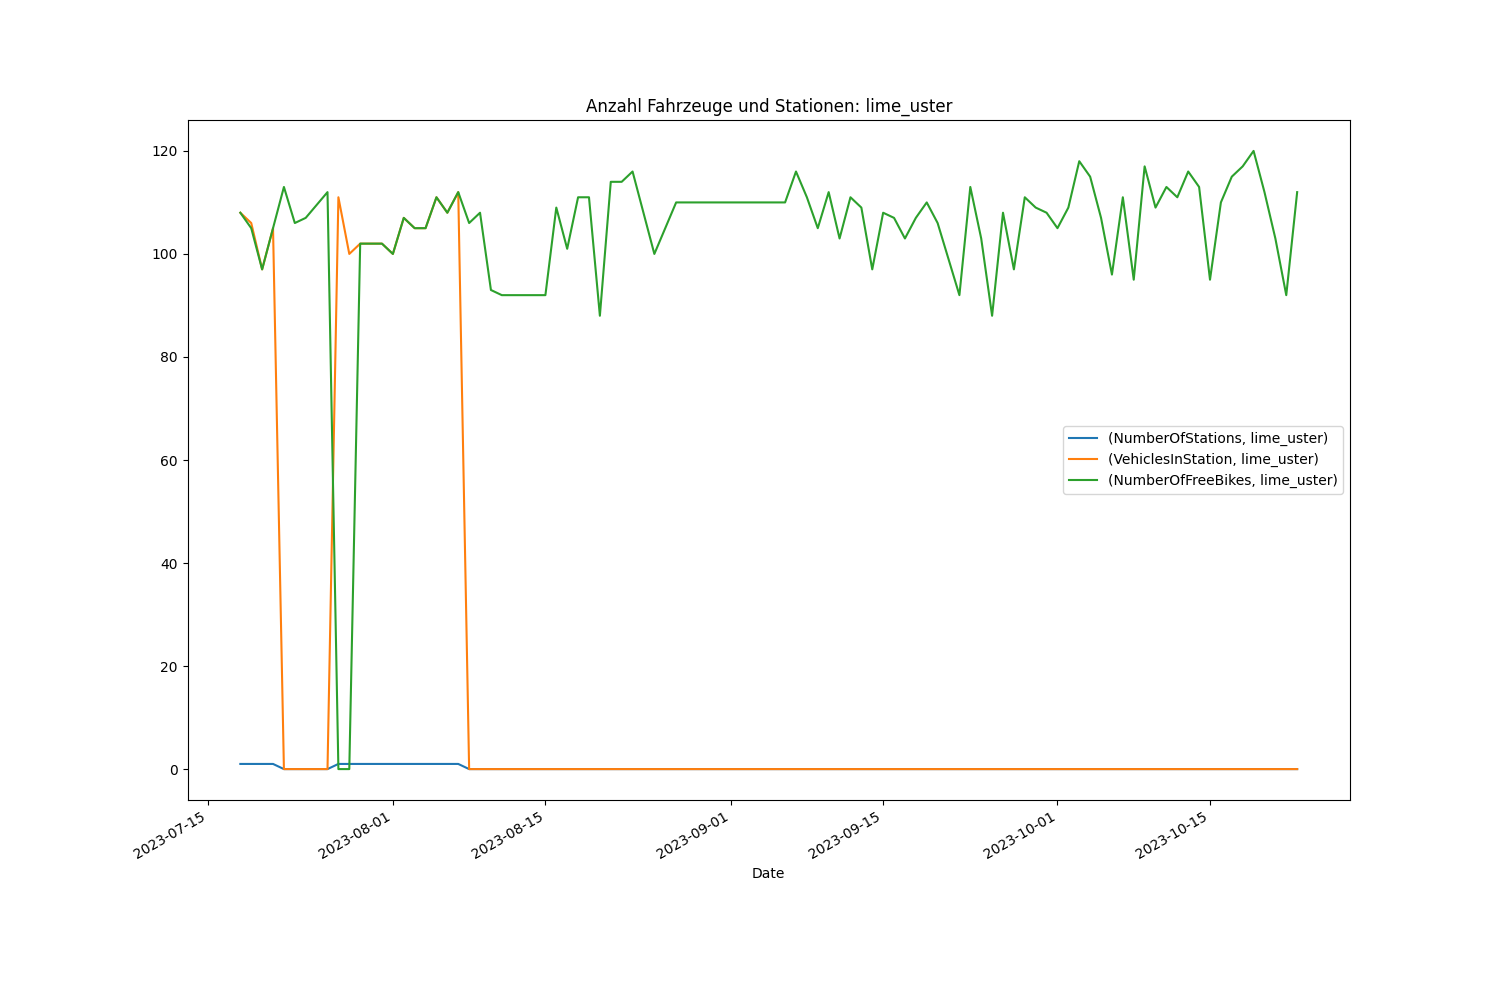 Anzahl Fahrzeuge und Stationen: lime_uster
120
100
80
60
40
20
0
(NumberOfStations, lime_uster)
(VehiclesInStation, lime_uster)
(NumberOfFreeBikes, lime_uster)
2023-07-15
2023-08-01
2023-08-15
2023-09-01
2023-09-15
2023-10-01
2023-10-15
Date